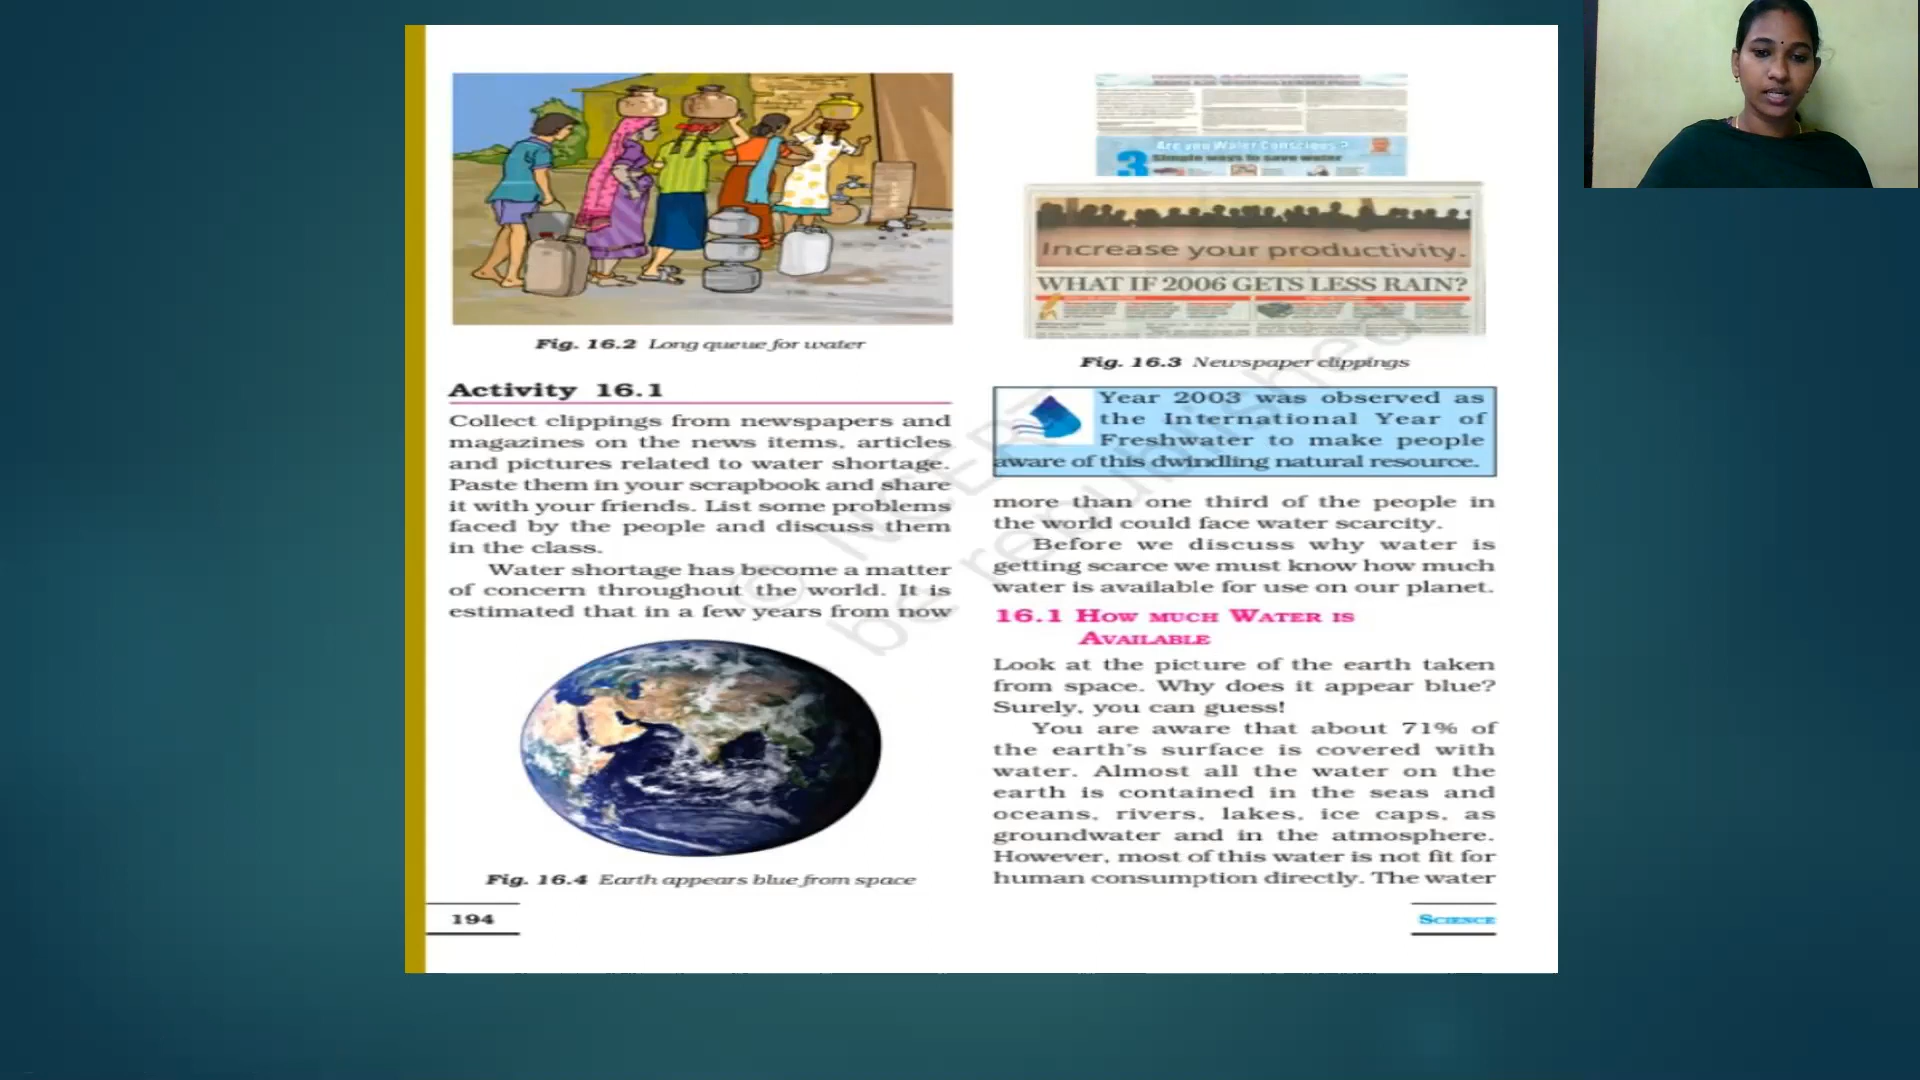 Fig. 16.2 Long queue for water
Activity 16.1
Collect clippings from newspapers and
magazines on the news items, articles
and pictures related to water shortage.
Paste them in your scrapbook and share
it with your friends. List some problems
faced by the people and discuss them
in the class.
Water shortage has become a matter
of concern throughout the world. It is
estimated that in a few years from now
Fig. 16.4 Earth appears blue from space
194
Are you Water Conscious?
3 Simple ways to save water
Increase your productivity.
WHAT IF 2006 GETS LESS RAIN?
Fig. 16.3 Newspaper clippings
Year 2003 was observed as
the International Year of
Freshwater to make people
aware of this dwindling natural resource.
more than one third of the people in
the world could face water scarcity.
Before we discuss why water is
getting scarce we must know how much
water is available for use on our planet.
16.1 HOW MUCH WATER IS
AVAILABLE
Look at the picture of the earth taken
from space. Why does it appear blue?
Surely, you can guess!
You are aware that about 71% of
the earth's surface is covered with
water. Almost all the water on the
earth is contained in the seas and
oceans, rivers, lakes, ice caps, as
groundwater and in the atmosphere.
However, most of this water is not fit for
human consumption directly. The water
SCIENCE
© NCERT
be republished